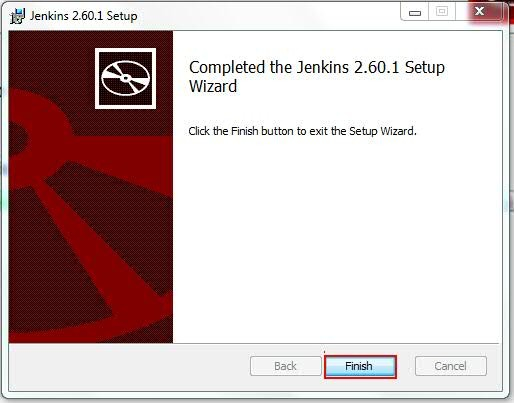 Jenkins 2.60.1 Setup
Completed the Jenkins 2.60.1 Setup
Wizard
Click the Finish button to exit the Setup Wizard.
Back Finish Cancel